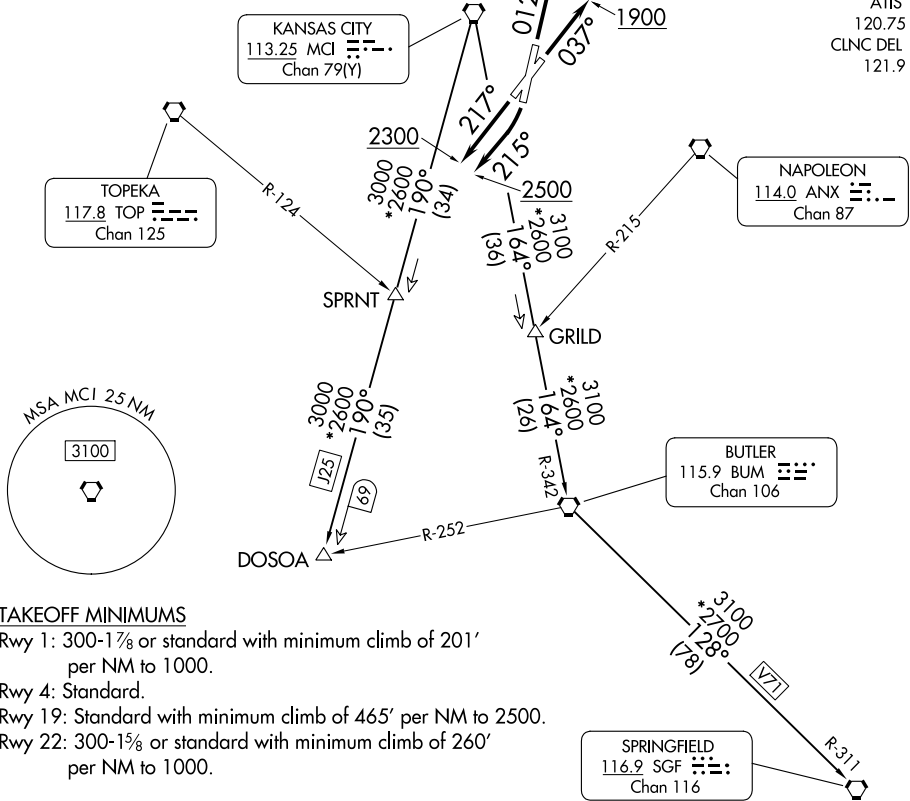 ATIS
120.75
CLNC DEL
121.9
KANSAS CITY
113.25 MCI
Chan 79(Y)
012
037°
1900
217°
215°
2300
2500
TOPEKA
117.8 TOP
Chan 125
R-124
3000
*2600
190°
(34)
NAPOLEON
114.0 ANX
Chan 87
R-215
3100
*2600
164°
(36)
SPRNT
GRILD
MSA MCI 25 NM
3100
3000
*2600
190°
(35)
J25
69
3100
*2600
164°
(26)
R-342
BUTLER
115.9 BUM
Chan 106
R-252
DOSOA
3100
*2700
128°
(78)
V71
R-311
SPRINGFIELD
116.9 SGF
Chan 116
TAKEOFF MINIMUMS
Rwy 1: 300-1⅞ or standard with minimum climb of 201'
per NM to 1000.
Rwy 4: Standard.
Rwy 19: Standard with minimum climb of 465' per NM to 2500.
Rwy 22: 300-1⅝ or standard with minimum climb of 260'
per NM to 1000.